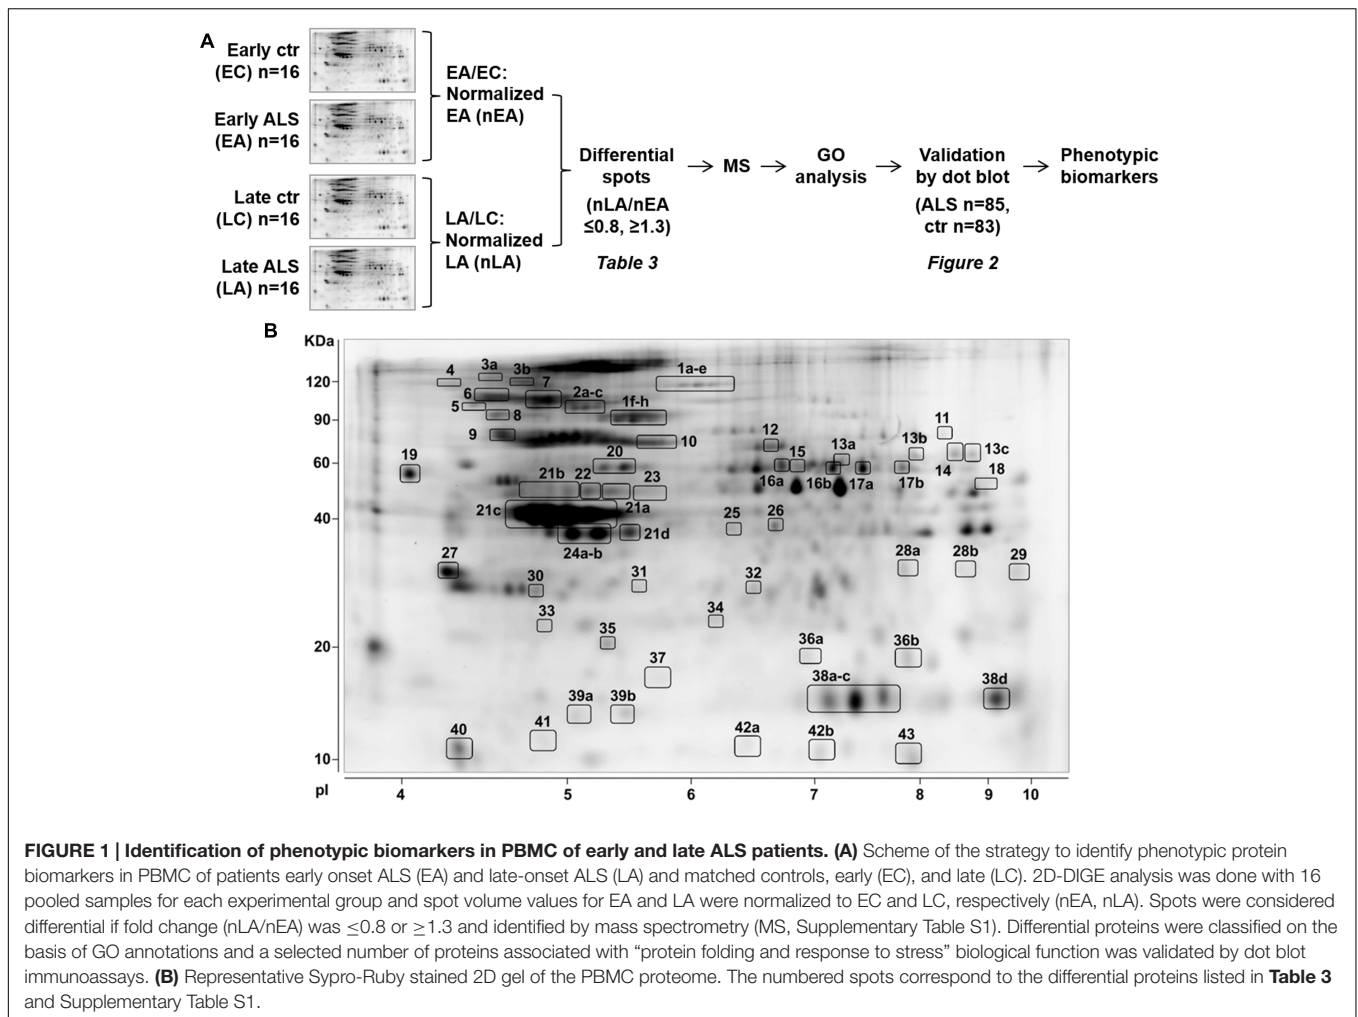 A
Early ctr
(EC) n=16
Early ALS
(EA) n=16
Late ctr
(LC) n=16
Late ALS
(LA) n=16
EA/EC:
Normalized
EA (nEA)
LA/LC:
Normalized
LA (nLA)
Differential
spots
(nLA/nEA
≤0.8, ≥1.3)
Table 3
MS
GO
analysis
Validation
by dot blot
(ALS n=85,
ctr n=83)
Figure 2
Phenotypic
biomarkers
B
KDa
120
90
60
40
20
10
4
3a
3b
1a-e
6
7
2a-c
5
8
1f-h
11
9
10
12
13a
13b
13c
19
20
15
14
18
21b
22
23
16a
16b
17a
17b
21c
21a
25
26
21d
24a-b
27
28a
28b
29
30
31
32
33
34
35
36a
36b
37
38a-c
38d
39a
39b
40
41
42a
42b
43
pI
4
5
6
7
8
9
10
FIGURE 1 | Identification of phenotypic biomarkers in PBMC of early and late ALS patients. (A) Scheme of the strategy to identify phenotypic protein
biomarkers in PBMC of patients early onset ALS (EA) and late-onset ALS (LA) and matched controls, early (EC), and late (LC). 2D-DIGE analysis was done with 16
pooled samples for each experimental group and spot volume values for EA and LA were normalized to EC and LC, respectively (nEA, nLA). Spots were considered
differential if fold change (nLA/nEA) was ≤0.8 or ≥1.3 and identified by mass spectrometry (MS, Supplementary Table S1). Differential proteins were classified on the
basis of GO annotations and a selected number of proteins associated with “protein folding and response to stress” biological function was validated by dot blot
immunoassays. (B) Representative Sypro-Ruby stained 2D gel of the PBMC proteome. The numbered spots correspond to the differential proteins listed in Table 3
and Supplementary Table S1.